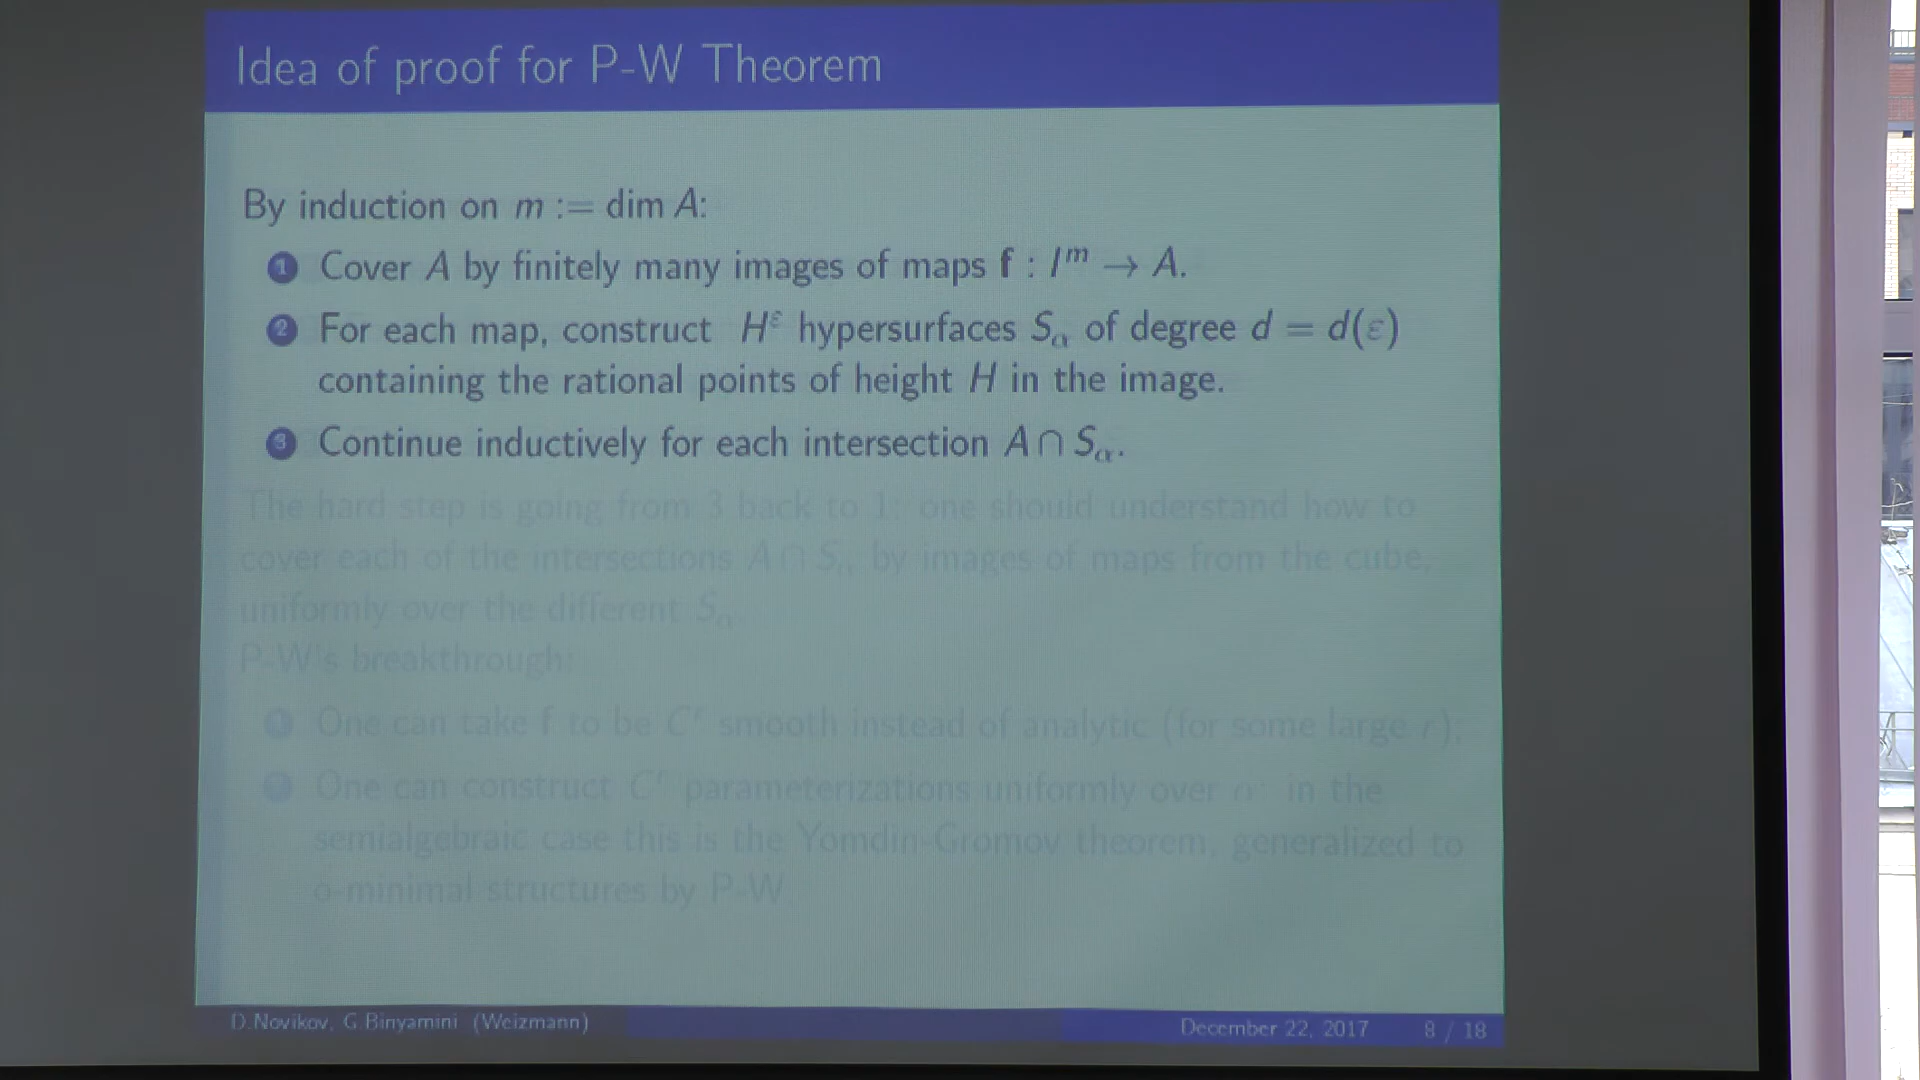 Idea of proof for P-W Theorem
By induction on m := dim A:
1 Cover A by finitely many images of maps f : I^m → A.
2 For each map, construct H^ε hypersurfaces S_α of degree d = d(ε)
containing the rational points of height H in the image.
3 Continue inductively for each intersection A ∩ S_α.
The hard step is going from 3 back to 1: one should understand how to
cover each of the intersections A ∩ S_α by images of maps from the cube,
uniformly over the different S_α.
P-W's breakthrough:
1 One can take f to be C^r smooth instead of analytic (for some large r);
2 One can construct C^r parameterizations uniformly over α: in the
semialgebraic case this is the Yomdin-Gromov theorem, generalized to
o-minimal structures by P-W
D.Novikov, G.Binyamini (Weizmann)
December 22, 2017
8 / 18